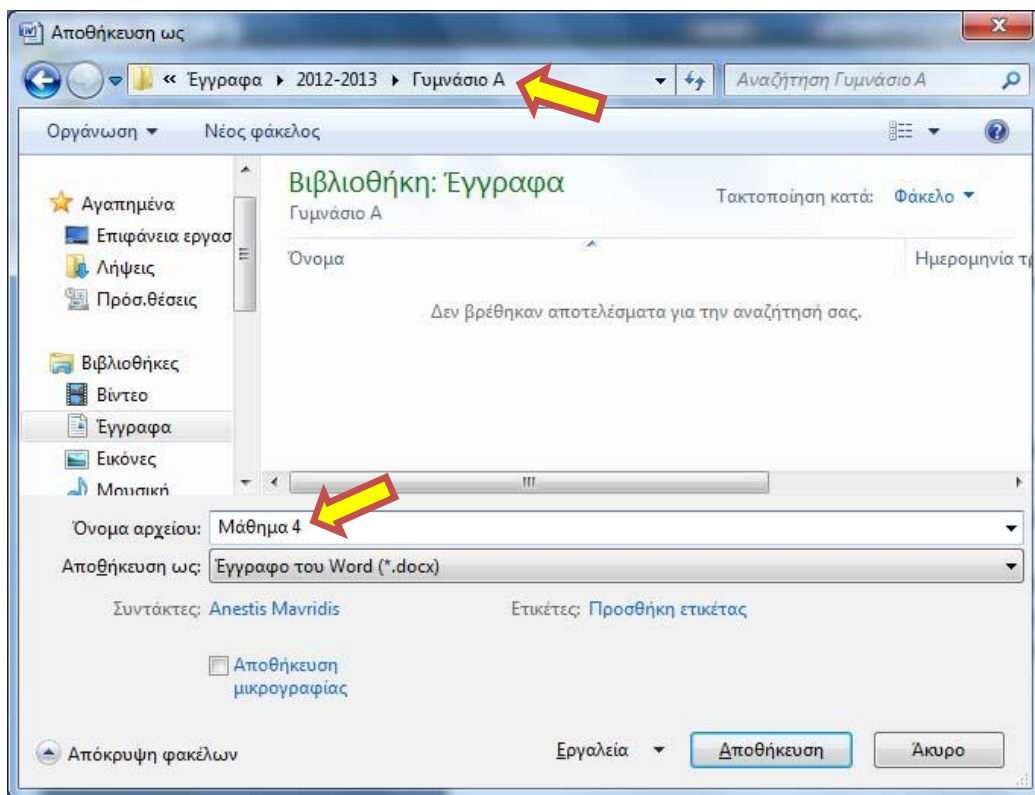 Αποθήκευση ως
« Έγγραφα 2012-2013 Γυμνάσιο Α Αναζήτηση Γυμνάσιο Α
Οργάνωση Νέος φάκελος
Αγαπημένα
Επιφάνεια εργασ
Λήψεις
Πρόσ.θέσεις
Βιβλιοθήκες
Βίντεο
Έγγραφα
Εικόνες
Μουσική
Βιβλιοθήκη: Έγγραφα
Γυμνάσιο Α
Τακτοποίηση κατά: Φάκελο
Όνομα Ημερομηνία τρ
Δεν βρέθηκαν αποτελέσματα για την αναζήτησή σας.
Όνομα αρχείου: Μάθημα 4
Αποθήκευση ως: Έγγραφο του Word (*.docx)
Συντάκτες: Anestis Mavridis Ετικέτες: Προσθήκη ετικέτας
Αποθήκευση
μικρογραφίας
Απόκρυψη φακέλων Εργαλεία Αποθήκευση Άκυρο